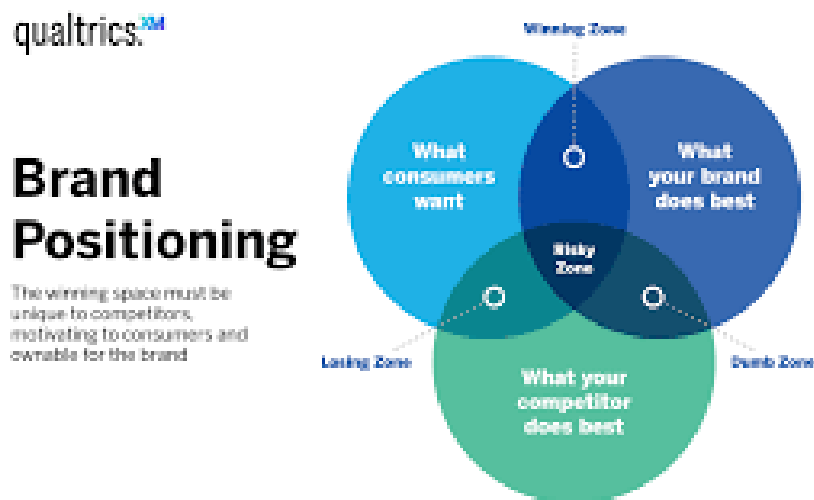 qualtrics.XM
Brand
Positioning
The winning space must be
unique to competitors,
motivating to consumers and
ownable for the brand
Winning Zone
What
consumers
want
What
your brand
does best
Risky
Zone
Losing Zone
Dumb Zone
What your
competitor
does best